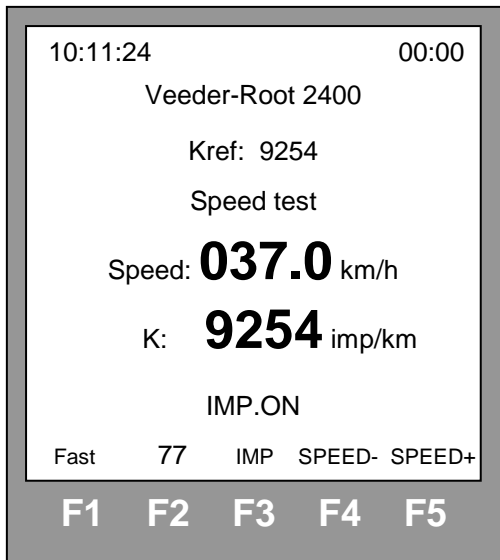 10:11:24 00:00
Veeder-Root 2400
Kref: 9254
Speed test
Speed: 037.0 km/h
K: 9254 imp/km
IMP.ON
Fast 77 IMP SPEED- SPEED+
F1 F2 F3 F4 F5